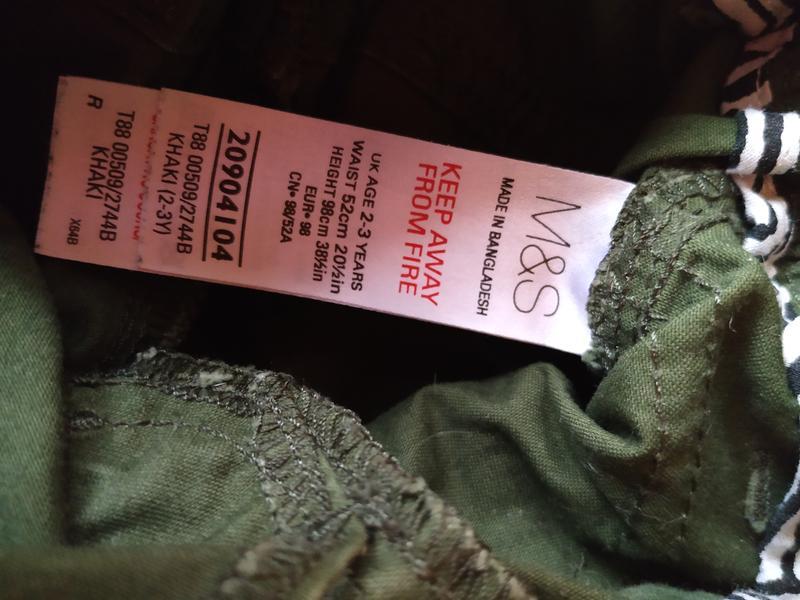 M&S
MADE IN BANGLADESH
KEEP AWAY
FROM FIRE
UK AGE 2-3 YEARS
WAIST 52cm 20½in
HEIGHT 98cm 38½in
EUR• 98
CN• 98/52A
20904104
T88 00509/2744B
KHAKI (2-3Y)
T88 00509/2744B
KHAKI
R
X64B